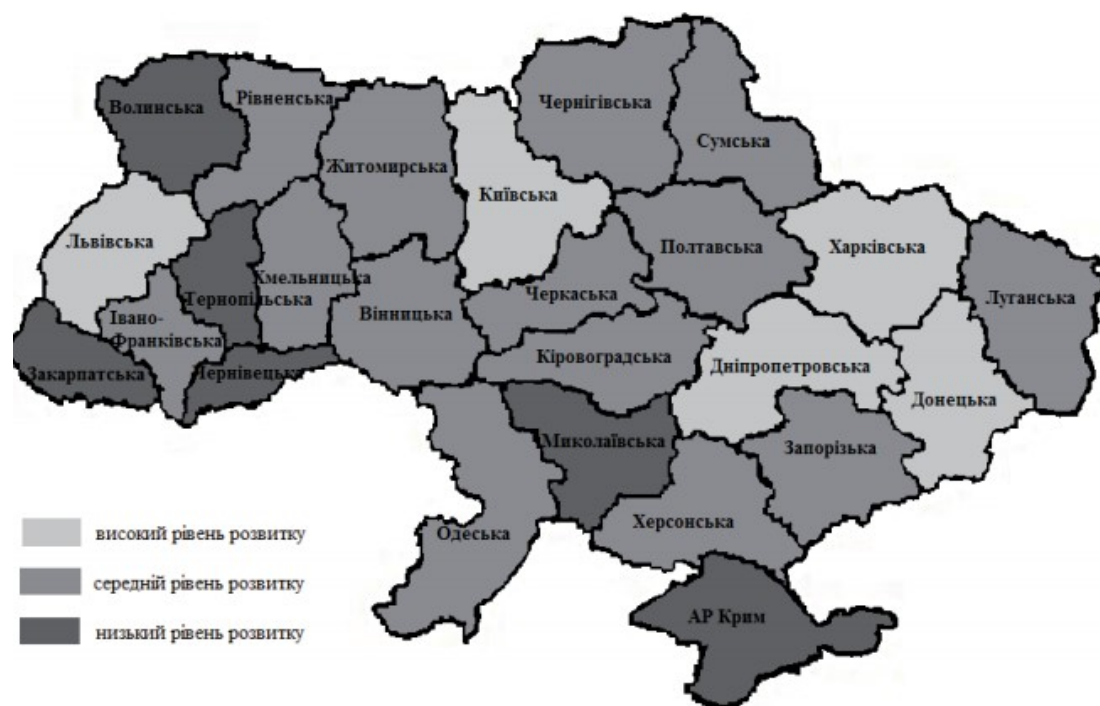 Волинська
Рівненська
Житомирська
Чернігівська
Сумська
Київська
Львівська
Тернопільська
Хмельницька
Івано-
Франківська
Закарпатська
Чернівецька
Вінницька
Черкаська
Полтавська
Харківська
Луганська
Кіровоградська
Дніпропетровська
Донецька
Миколаївська
Запорізька
Херсонська
Одеська
АР Крим
високий рівень розвитку
середній рівень розвитку
низький рівень розвитку